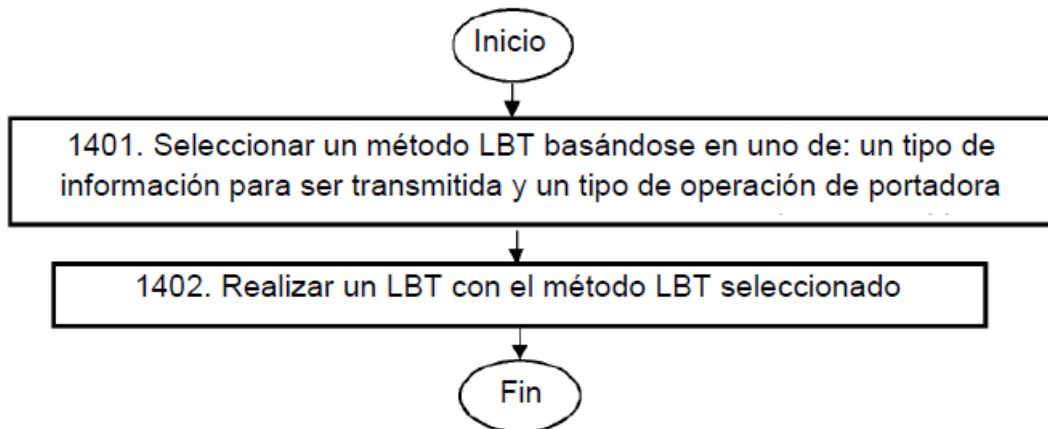 Inicio
1401. Seleccionar un método LBT basándose en uno de: un tipo de
información para ser transmitida y un tipo de operación de portadora
1402. Realizar un LBT con el método LBT seleccionado
Fin